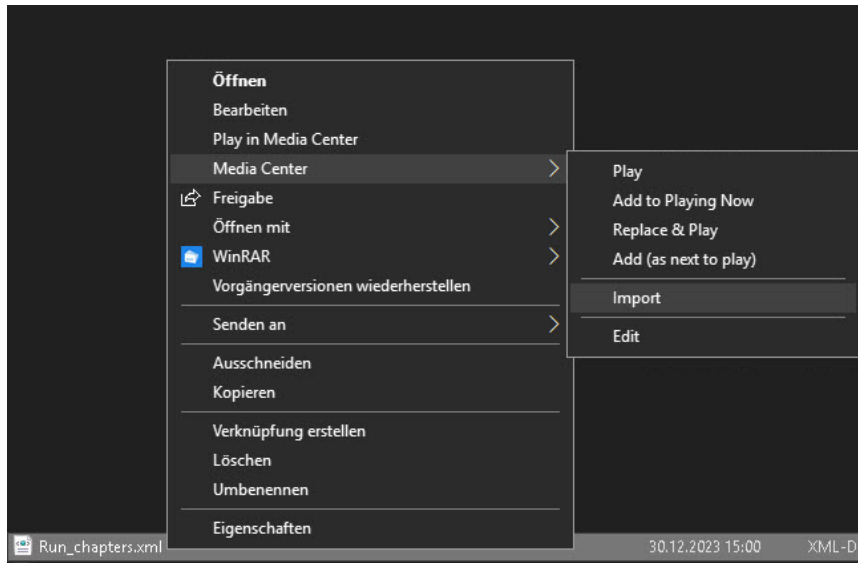 Öffnen
Bearbeiten
Play in Media Center
Media Center
Freigabe
Öffnen mit
WinRAR
Vorgängerversionen wiederherstellen
Senden an
Ausschneiden
Kopieren
Verknüpfung erstellen
Löschen
Umbenennen
Eigenschaften
Play
Add to Playing Now
Replace & Play
Add (as next to play)
Import
Edit
Run_chapters.xml 30.12.2023 15:00 XML-D